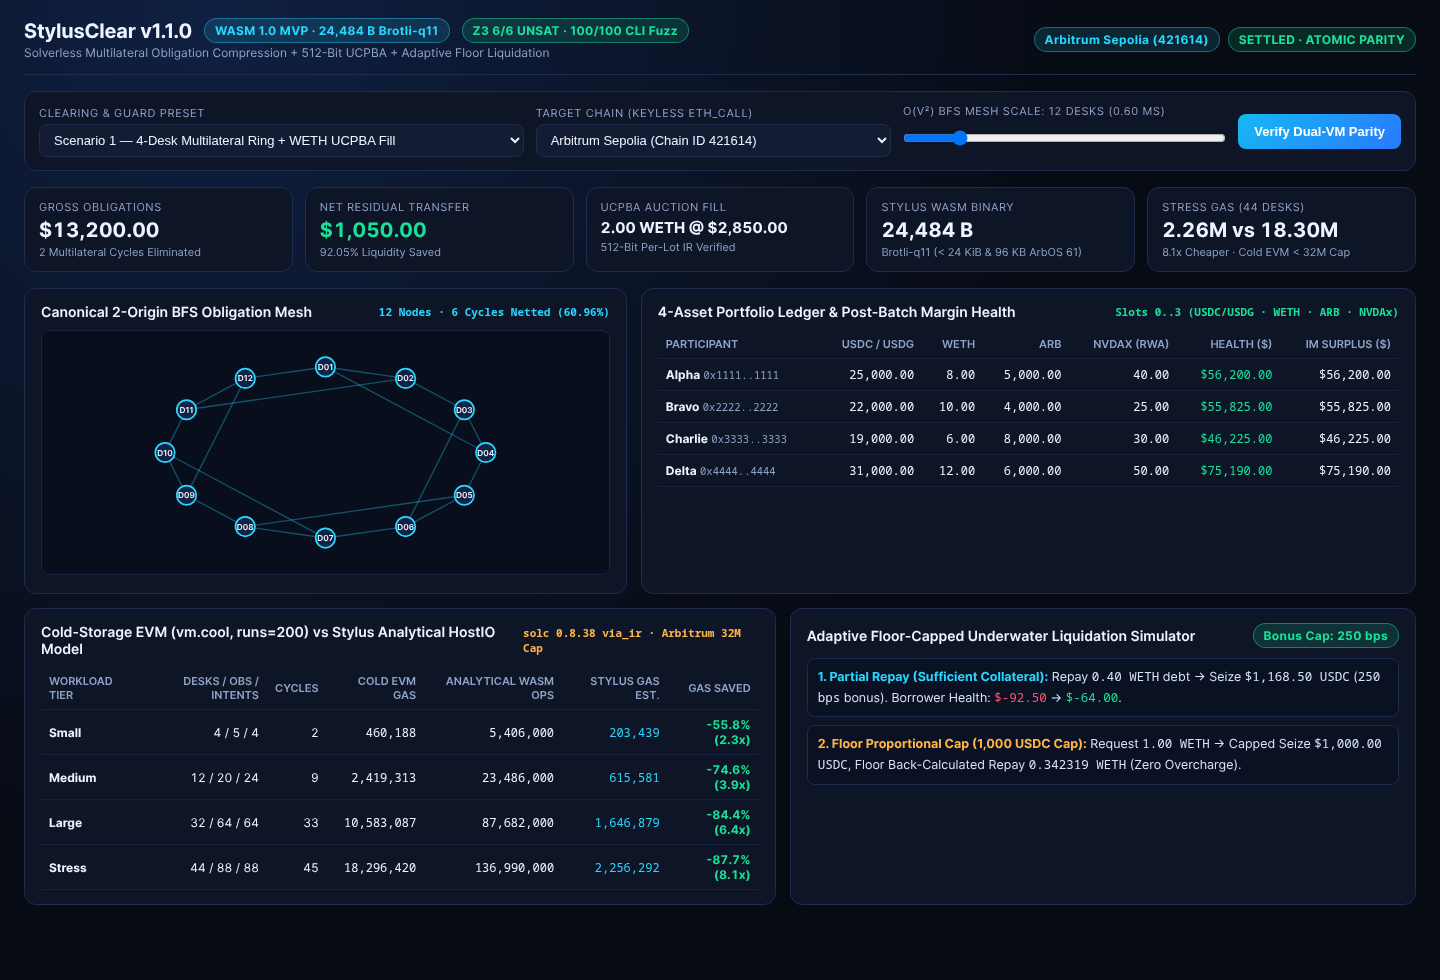 StylusClear v1.1.0
WASM 1.0 MVP · 24,484 B Brotli-q11
Z3 6/6 UNSAT · 100/100 CLI Fuzz
Solverless Multilateral Obligation Compression + 512-Bit UCPBA + Adaptive Floor Liquidation
Arbitrum Sepolia (421614)
SETTLED · ATOMIC PARITY
CLEARING & GUARD PRESET
Scenario 1 — 4-Desk Multilateral Ring + WETH UCPBA Fill
TARGET CHAIN (KEYLESS ETH_CALL)
Arbitrum Sepolia (Chain ID 421614)
O(V²) BFS MESH SCALE: 12 DESKS (0.60 MS)
Verify Dual-VM Parity
GROSS OBLIGATIONS
$13,200.00
2 Multilateral Cycles Eliminated
NET RESIDUAL TRANSFER
$1,050.00
92.05% Liquidity Saved
UCPBA AUCTION FILL
2.00 WETH @ $2,850.00
512-Bit Per-Lot IR Verified
STYLUS WASM BINARY
24,484 B
Brotli-q11 (< 24 KiB & 96 KB ArbOS 61)
STRESS GAS (44 DESKS)
2.26M vs 18.30M
8.1x Cheaper · Cold EVM < 32M Cap
Canonical 2-Origin BFS Obligation Mesh
12 Nodes · 6 Cycles Netted (60.96%)
D01
D12
D02
D11
D03
D10
D04
D09
D05
D08
D06
D07
4-Asset Portfolio Ledger & Post-Batch Margin Health
Slots 0..3 (USDC/USDG · WETH · ARB · NVDAx)
PARTICIPANT USDC / USDG WETH ARB NVDAX (RWA) HEALTH ($) IM SURPLUS ($)
Alpha 0x1111..1111 25,000.00 8.00 5,000.00 40.00 $56,200.00 $56,200.00
Bravo 0x2222..2222 22,000.00 10.00 4,000.00 25.00 $55,825.00 $55,825.00
Charlie 0x3333..3333 19,000.00 6.00 8,000.00 30.00 $46,225.00 $46,225.00
Delta 0x4444..4444 31,000.00 12.00 6,000.00 50.00 $75,190.00 $75,190.00
Cold-Storage EVM (vm.cool, runs=200) vs Stylus Analytical HostIO
Model
solc 0.8.38 via_ir · Arbitrum 32M
Cap
WORKLOAD TIER DESKS / OBS / INTENTS CYCLES COLD EVM GAS ANALYTICAL WASM OPS STYLUS GAS EST. GAS SAVED
Small 4 / 5 / 4 2 460,188 5,406,000 203,439 -55.8% (2.3x)
Medium 12 / 20 / 24 9 2,419,313 23,486,000 615,581 -74.6% (3.9x)
Large 32 / 64 / 64 33 10,583,087 87,682,000 1,646,879 -84.4% (6.4x)
Stress 44 / 88 / 88 45 18,296,420 136,990,000 2,256,292 -87.7% (8.1x)
Adaptive Floor-Capped Underwater Liquidation Simulator
Bonus Cap: 250 bps
1. Partial Repay (Sufficient Collateral): Repay 0.40 WETH debt → Seize $1,168.50 USDC (250
bps bonus). Borrower Health: $-92.50 → $-64.00.
2. Floor Proportional Cap (1,000 USDC Cap): Request 1.00 WETH → Capped Seize $1,000.00
USDC, Floor Back-Calculated Repay 0.342319 WETH (Zero Overcharge).